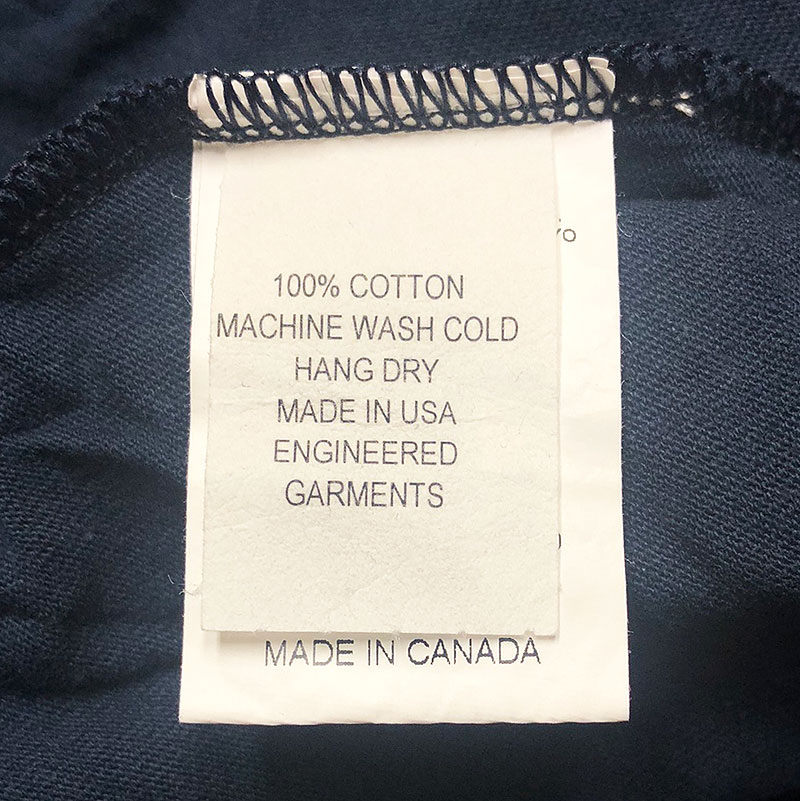 %
100% COTTON
MACHINE WASH COLD
HANG DRY
MADE IN USA
ENGINEERED
GARMENTS
MADE IN CANADA